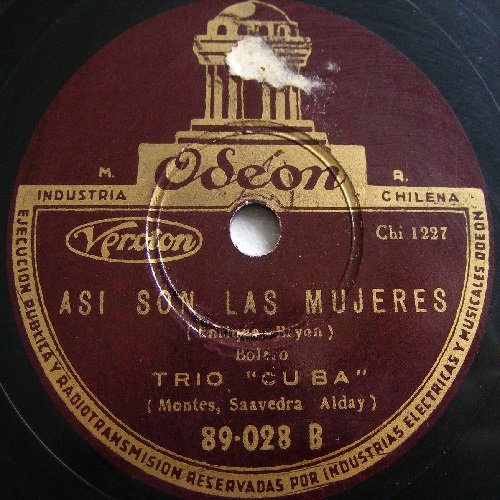 Odeon
M. R.
INDUSTRIA CHILENA
Verxion
Chi 1227
ASI SON LAS MUJERES
Bolero
TRIO "CUBA"
(Montes, Saavedra Alday)
89-028 B
EJECUCION PUBLICA Y RADIOTRANSMISION RESERVADAS POR INDUSTRIAS ELECTRICAS Y MUSICALES ODEON